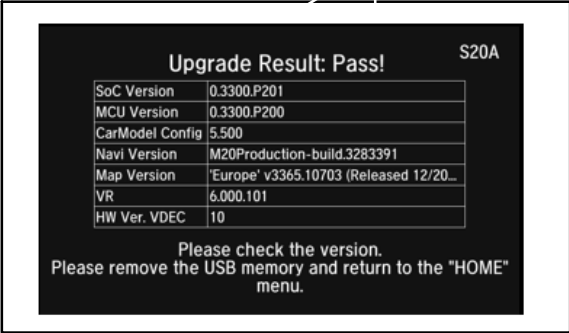 S20A
Upgrade Result: Pass!
SoC Version 0.3300.P201
MCU Version 0.3300.P200
CarModel Config 5.500
Navi Version M20Production-build.3283391
Map Version 'Europe' v3365.10703 (Released 12/20...
VR 6.000.101
HW Ver. VDEC 10
Please check the version.
Please remove the USB memory and return to the "HOME"
menu.